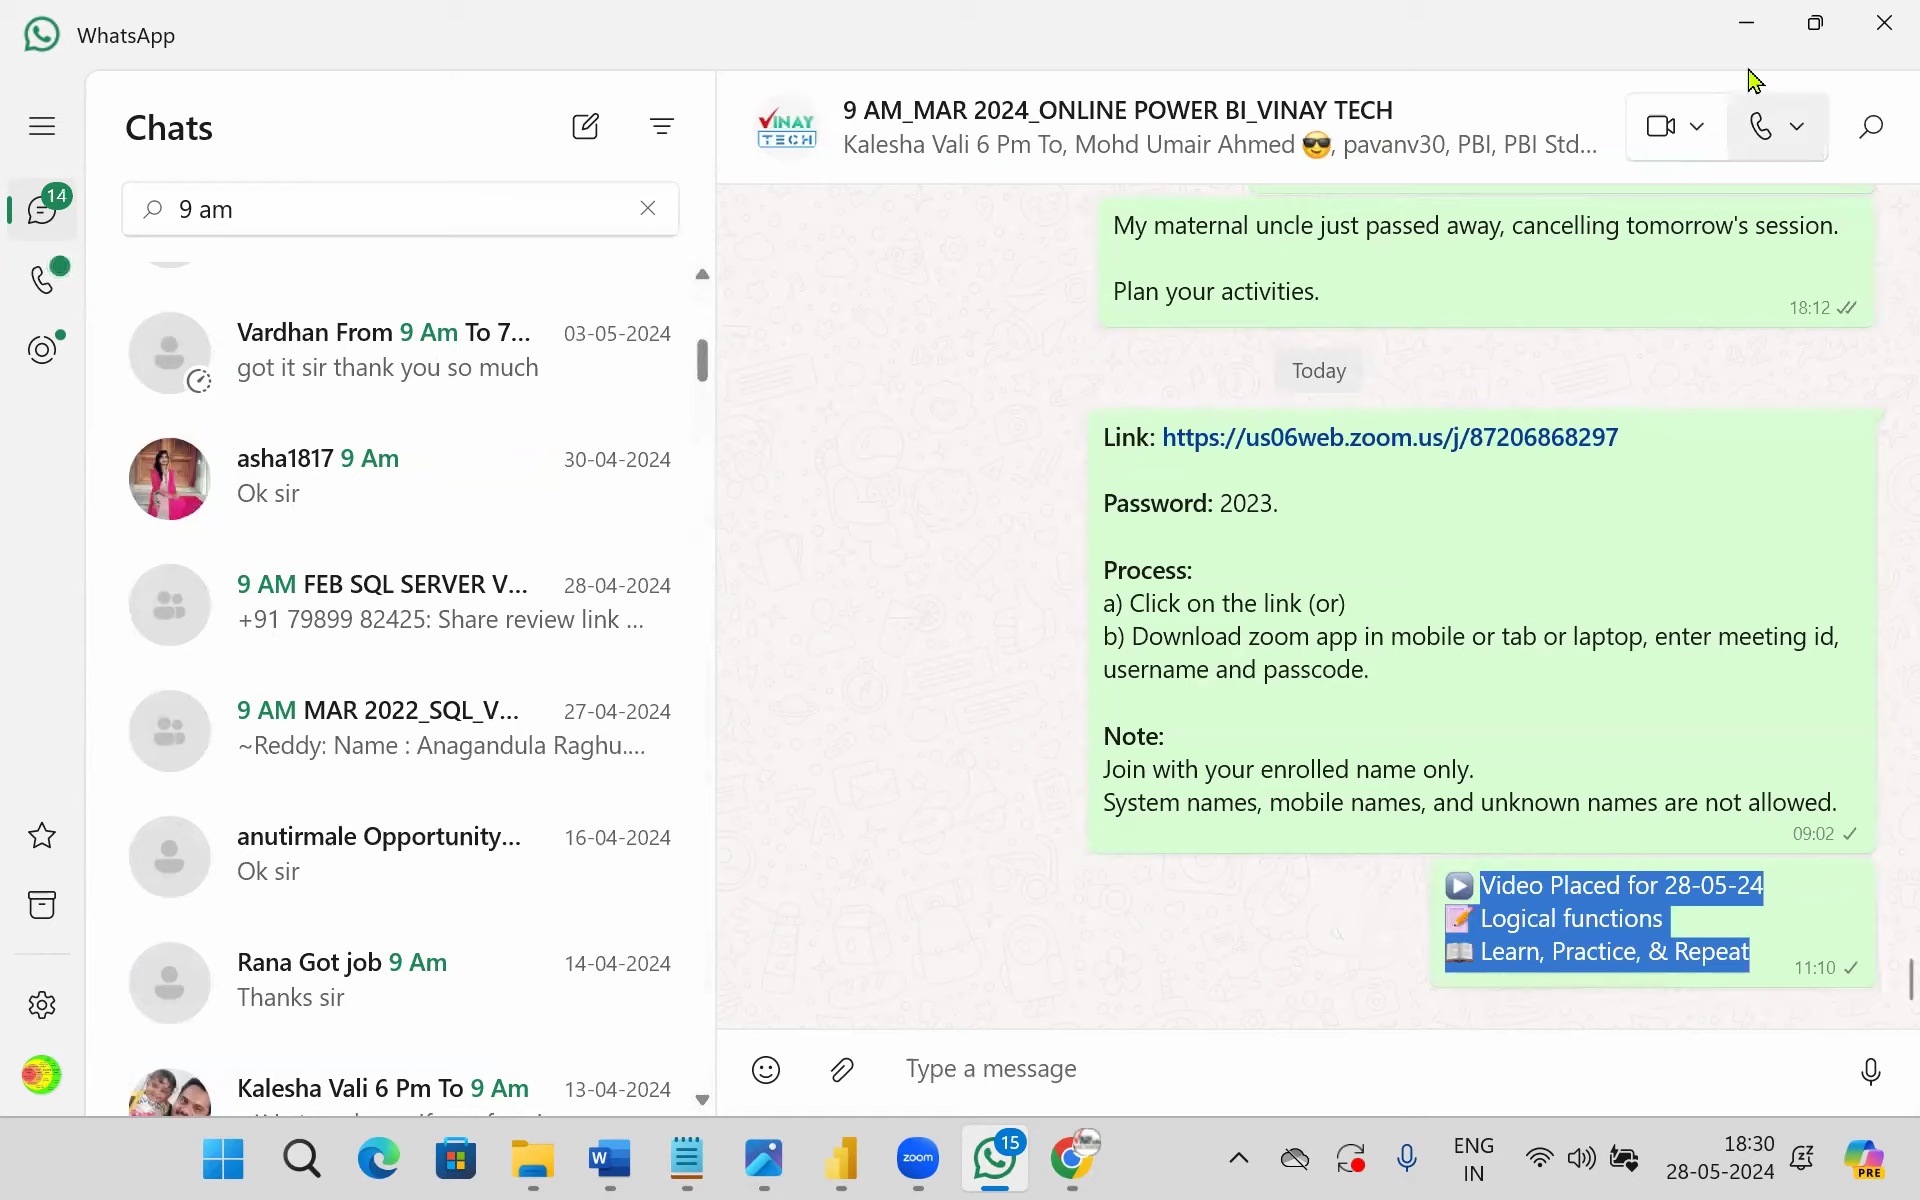 WhatsApp
14
Chats
9 am
Vardhan From 9 Am To 7...
03-05-2024
got it sir thank you so much
asha1817 9 Am
30-04-2024
Ok sir
9 AM FEB SQL SERVER V...
28-04-2024
+91 79899 82425: Share review link ...
9 AM MAR 2022_SQL_V...
27-04-2024
~Reddy: Name : Anagandula Raghu....
anutirmale Opportunity...
16-04-2024
Ok sir
Rana Got job 9 Am
14-04-2024
Thanks sir
Kalesha Vali 6 Pm To 9 Am
13-04-2024
VINAY
TECH
9 AM_MAR 2024_ONLINE POWER BI_VINAY TECH
Kalesha Vali 6 Pm To, Mohd Umair Ahmed 😎, pavanv30, PBI, PBI Std...
My maternal uncle just passed away, cancelling tomorrow's session.
Plan your activities.
18:12
Today
Link: https://us06web.zoom.us/j/87206868297
Password: 2023.
Process:
a) Click on the link (or)
b) Download zoom app in mobile or tab or laptop, enter meeting id,
username and passcode.
Note:
Join with your enrolled name only.
System names, mobile names, and unknown names are not allowed.
09:02
▶️ Video Placed for 28-05-24
📝 Logical functions
📖 Learn, Practice, & Repeat
11:10
Type a message
W
zoom
15
ENG
IN
18:30
28-05-2024
PRE